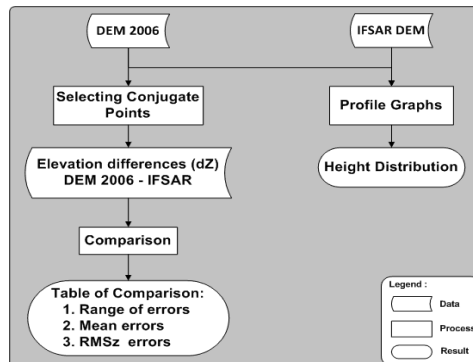 DEM 2006
IFSAR DEM
Selecting Conjugate
Points
Profile Graphs
Elevation differences (dZ)
DEM 2006 - IFSAR
Height Distribution
Comparison
Table of Comparison:
1. Range of errors
2. Mean errors
3. RMSz errors
Legend :
Data
Process
Result